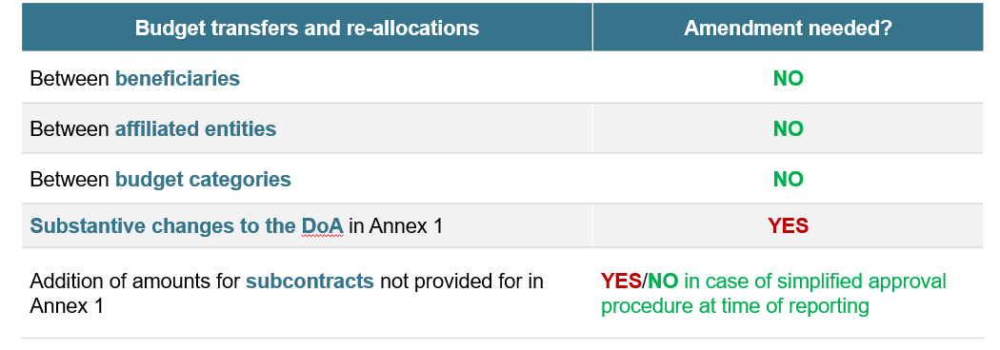 Budget transfers and re-allocations
Amendment needed?
Between beneficiaries
NO
Between affiliated entities
NO
Between budget categories
NO
Substantive changes to the DoA in Annex 1
YES
Addition of amounts for subcontracts not provided for in
Annex 1
YES/NO in case of simplified approval
procedure at time of reporting